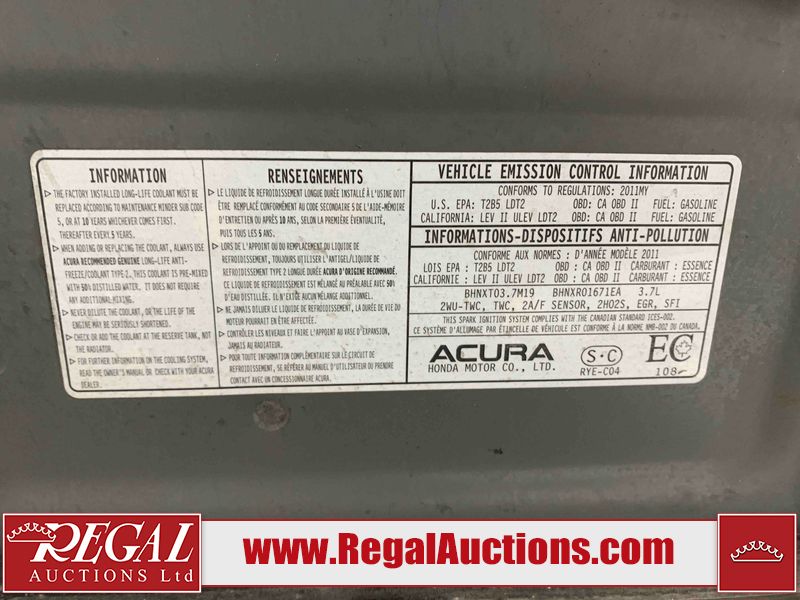 INFORMATION
▷ THE FACTORY INSTALLED LONG-LIFE COOLANT MUST BE
REPLACED ACCORDING TO MAINTENANCE MINDER SUB CODE
5, OR AT 10 YEARS WHICHEVER COMES FIRST.
THEREAFTER EVERY 5 YEARS.
▷ WHEN ADDING OR REPLACING THE COOLANT, ALWAYS USE
ACURA RECOMMENDED GENUINE LONG-LIFE ANTI-
FREEZE/COOLANT TYPE 2. THIS COOLANT IS PRE-MIXED
WITH 50% DISTILLED WATER. IT DOES NOT REQUIRE
ANY ADDITIONAL MIXING.
▷ NEVER DILUTE THE COOLANT, OR THE LIFE OF THE
ENGINE MAY BE SERIOUSLY SHORTENED.
▷ CHECK OR ADD THE COOLANT AT THE RESERVE TANK, NOT
THE RADIATOR.
▷ FOR FURTHER INFORMATION ON THE COOLING SYSTEM,
READ THE OWNER'S MANUAL OR CHECK WITH YOUR ACURA
DEALER.
RENSEIGNEMENTS
▷ LE LIQUIDE DE REFROIDISSEMENT LONGUE DURÉE INSTALLÉ À L'USINE DOIT
ÊTRE REMPLACÉ CONFORMÉMENT AU CODE SECONDAIRE 5 DE L'AIDE-MÉMOIRE
D'ENTRETIEN OU APRÈS 10 ANS, SELON LA PREMIÈRE ÉVENTUALITÉ,
PUIS TOUS LES 5 ANS.
▷ LORS DE L'APPOINT OU DU REMPLACEMENT DU LIQUIDE DE
REFROIDISSEMENT, TOUJOURS UTILISER L'ANTIGEL/LIQUIDE DE
REFROIDISSEMENT TYPE 2 LONGUE DURÉE ACURA D'ORIGINE RECOMMANDÉ.
CE LIQUIDE DE REFROIDISSEMENT EST PRÉMÉLANGÉ AVEC 50% D'EAU
DISTILLÉE. IL NE REQUIERT AUCUN MÉLANGE ADDITIONNEL.
▷ NE JAMAIS DILUER LE LIQUIDE DE REFROIDISSEMENT, LA DURÉE DE VIE DU
MOTEUR POURRAIT EN ÊTRE AFFECTÉE.
▷ CONTRÔLER LES NIVEAUX ET FAIRE L'APPOINT AU VASE D'EXPANSION,
JAMAIS AU RADIATEUR.
▷ POUR TOUTE INFORMATION COMPLÉMENTAIRE SUR LE CIRCUIT DE
REFROIDISSEMENT, SE RÉFÉRER AU MANUEL D'UTILISATEUR OU PRENDRE
CONTACT AVEC UN CONCESSIONNAIRE ACURA.
VEHICLE EMISSION CONTROL INFORMATION
CONFORMS TO REGULATIONS: 2011MY
U.S. EPA: T2B5 LDT2 OBD: CA OBD II FUEL: GASOLINE
CALIFORNIA: LEV II ULEV LDT2 OBD: CA OBD II FUEL: GASOLINE
INFORMATIONS-DISPOSITIFS ANTI-POLLUTION
CONFORME AUX NORMES : D'ANNÉE MODÈLE 2011
LOIS EPA : T2B5 LDT2 OBD : CA OBD II CARBURANT : ESSENCE
CALIFORNIE : LEV II ULEV LDT2 OBD : CA OBD II CARBURANT : ESSENCE
BHNXT03.7M19 BHNXR0167IEA 3.7L
2WU-TWC, TWC, 2A/F SENSOR, 2HO2S, EGR, SFI
THIS SPARK IGNITION SYSTEM COMPLIES WITH THE CANADIAN STANDARD ICES-002.
CE SYSTÈME D'ALLUMAGE PAR ÉTINCELLE DE VÉHICULE EST CONFORME À LA NORME NMB-002 DU CANADA.
ACURA
HONDA MOTOR CO., LTD.
S·C
RYE-C04
EC
108
REGAL
AUCTIONS Ltd
www.RegalAuctions.com